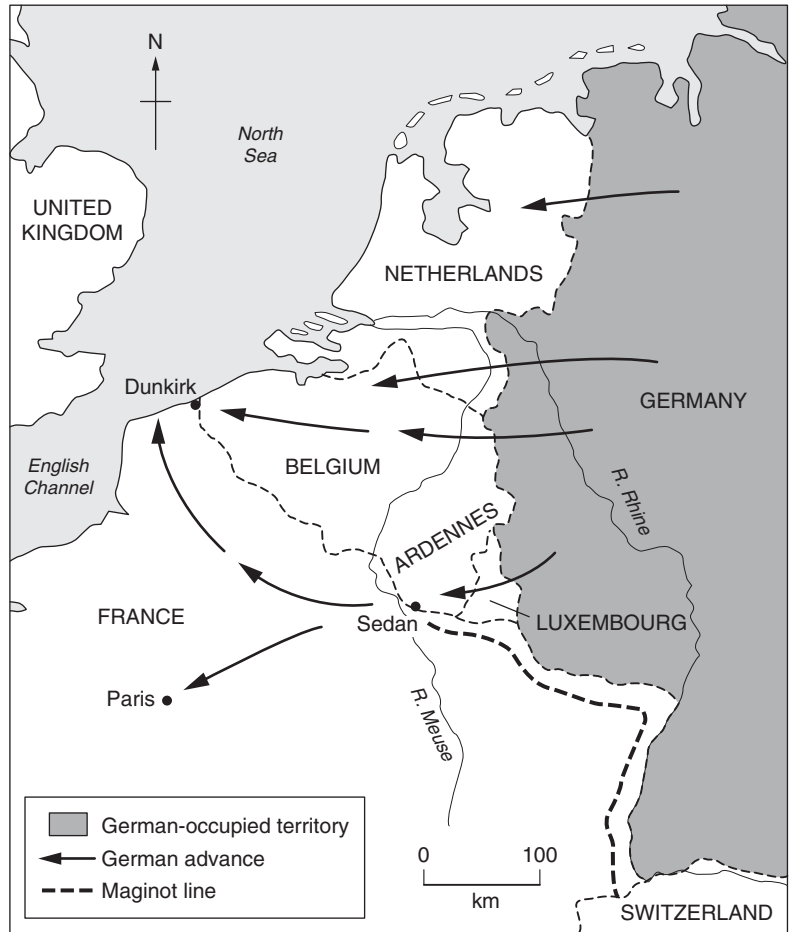 N
North
Sea
UNITED
KINGDOM
NETHERLANDS
Dunkirk
GERMANY
English
Channel
BELGIUM
R. Rhine
ARDENNES
FRANCE
Sedan
LUXEMBOURG
Paris
R. Meuse
German-occupied territory
German advance
Maginot line
0 100
km
SWITZERLAND